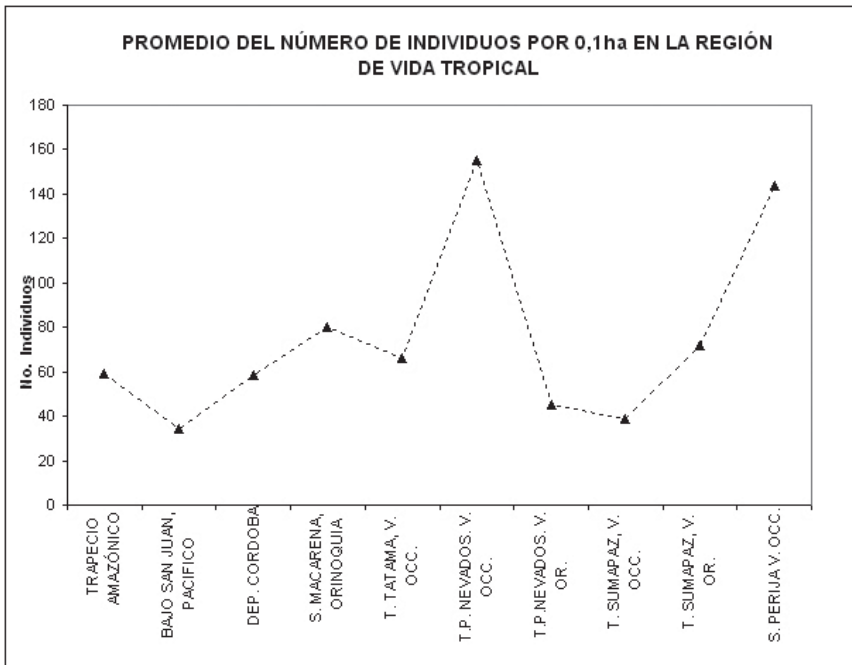 PROMEDIO DEL NÚMERO DE INDIVIDUOS POR 0,1ha EN LA REGIÓN
DE VIDA TROPICAL
No. Individuos
180
160
140
120
100
80
60
40
20
0
TRAPECIO
AMAZÓNICO
BAJO SAN JUAN,
PACIFICO
DEP. CORDOBA
S. MACARENA,
ORINOQUIA
T. TATAMA, V.
OCC.
T.P. NEVADOS. V.
OCC.
T.P.NEVADOS. V.
OR.
T. SUMAPAZ, V.
OCC.
T. SUMAPAZ, V.
OR.
S. PERIJA V. OCC.